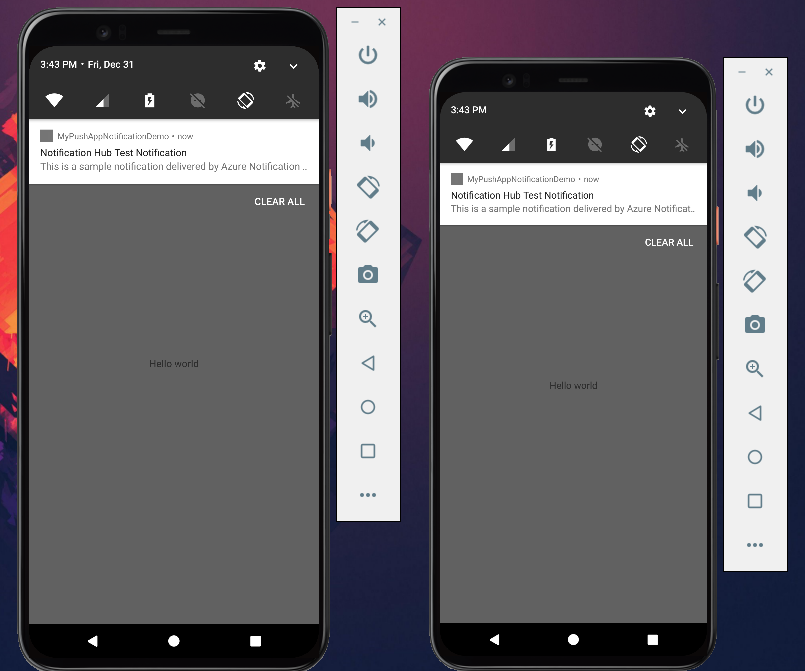 3:43 PM • Fri, Dec 31
MyPushAppNotificationDemo • now
Notification Hub Test Notification
This is a sample notification delivered by Azure Notification ..
CLEAR ALL
Hello world
3:43 PM
MyPushAppNotificationDemo • now
Notification Hub Test Notification
This is a sample notification delivered by Azure Notificat..
CLEAR ALL
Hello world